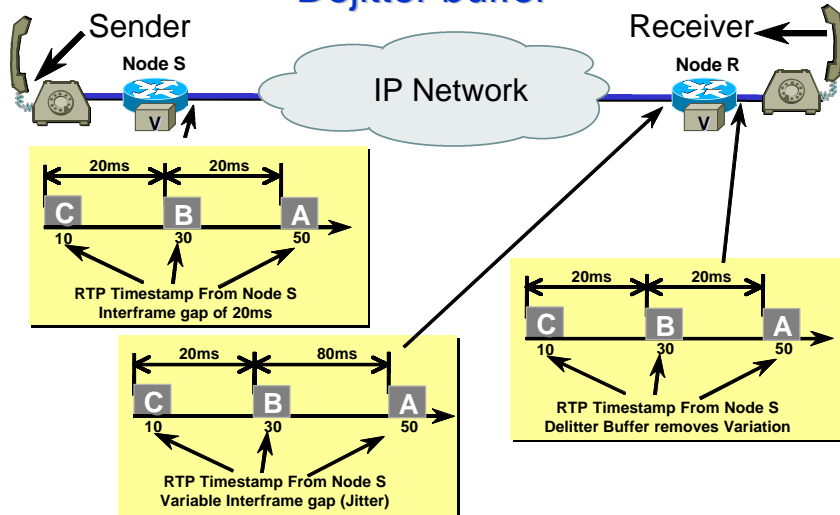 Dejitter buffer
Sender
Receiver
Node S
Node R
IP Network
V
V
20ms 20ms
C B A
10 30 50
RTP Timestamp From Node S
Interframe gap of 20ms
20ms 80ms
C B A
10 30 50
RTP Timestamp From Node S
Variable Interframe gap (Jitter)
20ms 20ms
C B A
10 30 50
RTP Timestamp From Node S
Delitter Buffer removes Variation